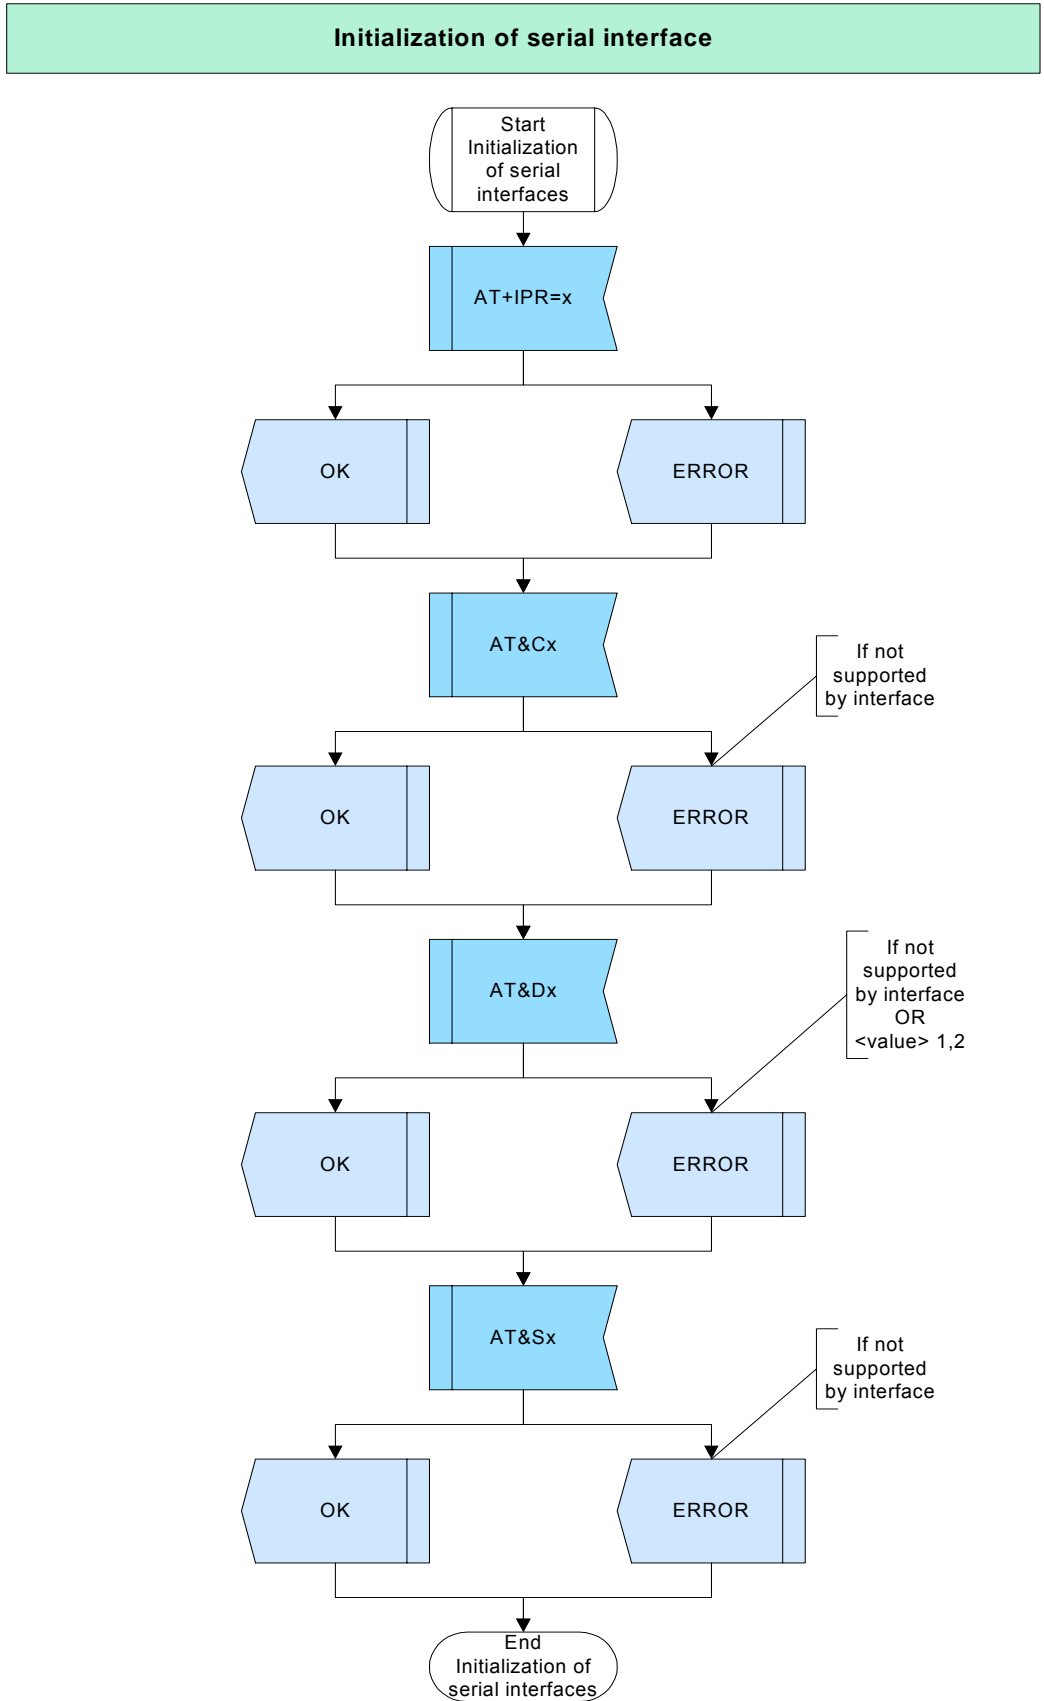 Initialization of serial interface
Start
Initialization
of serial
interfaces
AT+IPR=x
OK
ERROR
AT&Cx
If not
supported
by interface
OK
ERROR
AT&Dx
If not
supported
by interface
OR
<value> 1,2
OK
ERROR
AT&Sx
If not
supported
by interface
OK
ERROR
End
Initialization of
serial interfaces